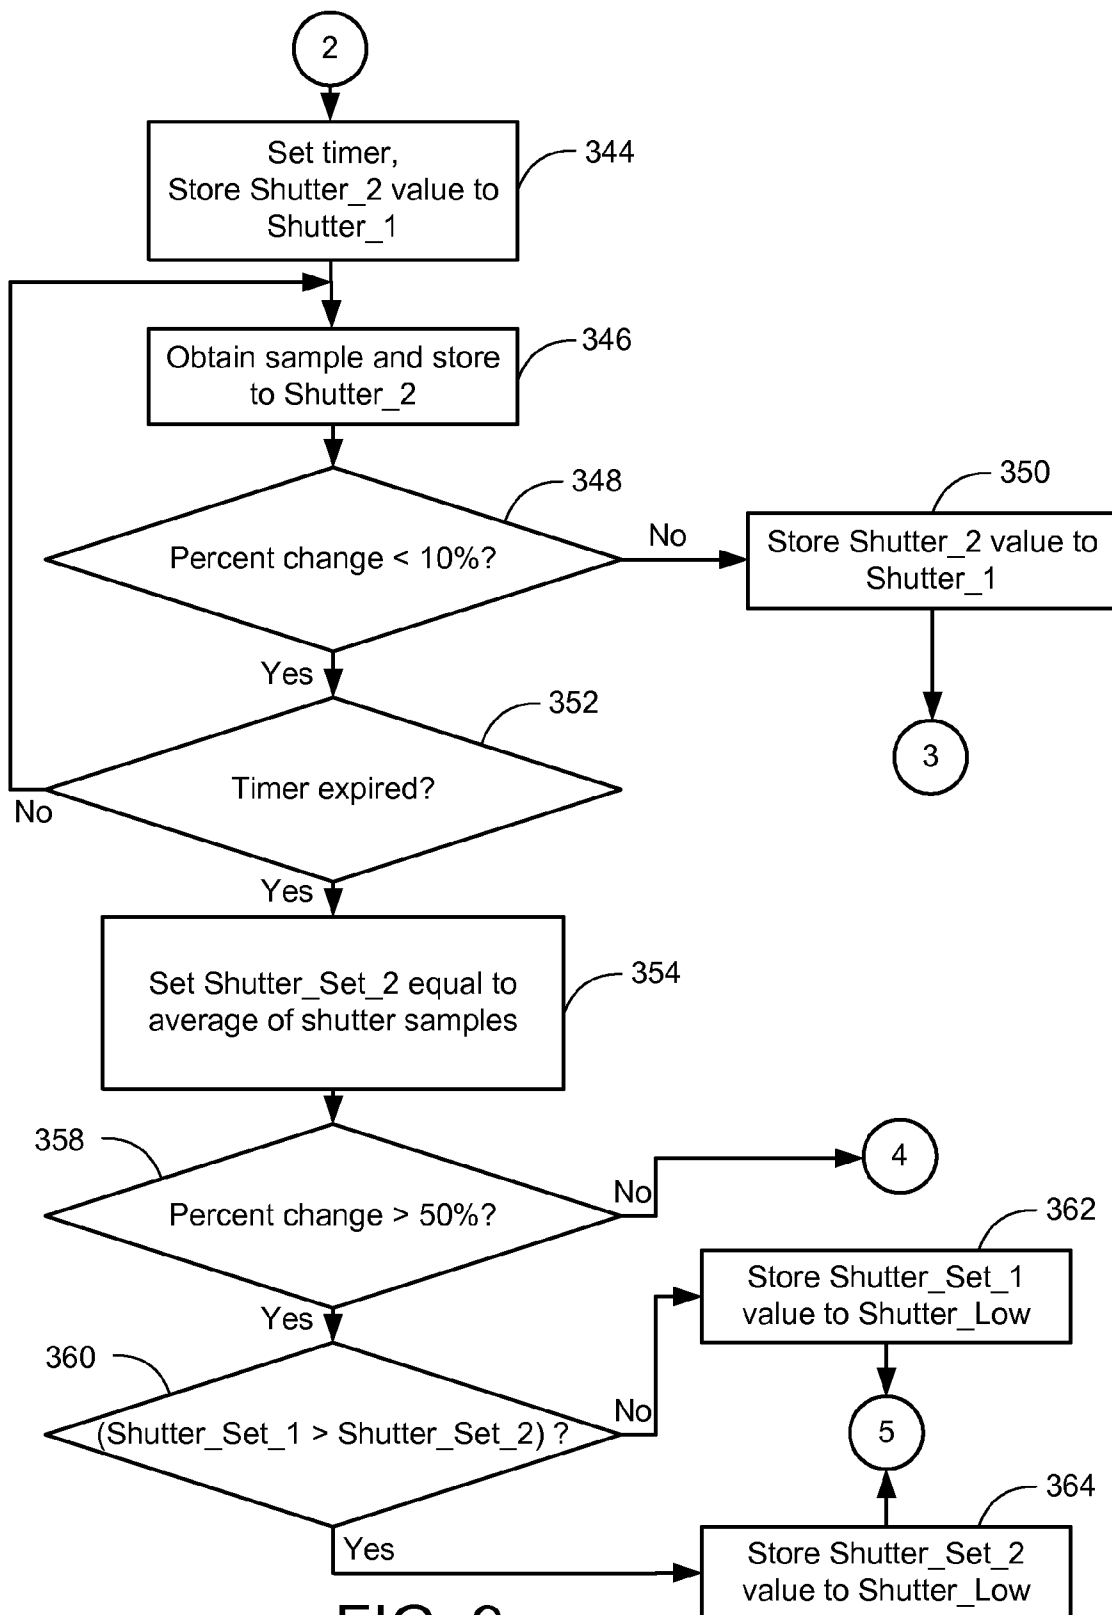 2
Set timer,
Store Shutter_2 value to
Shutter_1
344
Obtain sample and store
to Shutter_2
346
Percent change < 10%?
348
No
Store Shutter_2 value to
Shutter_1
350
3
Yes
Timer expired?
352
No
Yes
Set Shutter_Set_2 equal to
average of shutter samples
354
Percent change > 50%?
358
No
4
Yes
(Shutter_Set_1 > Shutter_Set_2) ?
360
No
Store Shutter_Set_1
value to Shutter_Low
362
5
Yes
Store Shutter_Set_2
value to Shutter_Low
364
FIG.